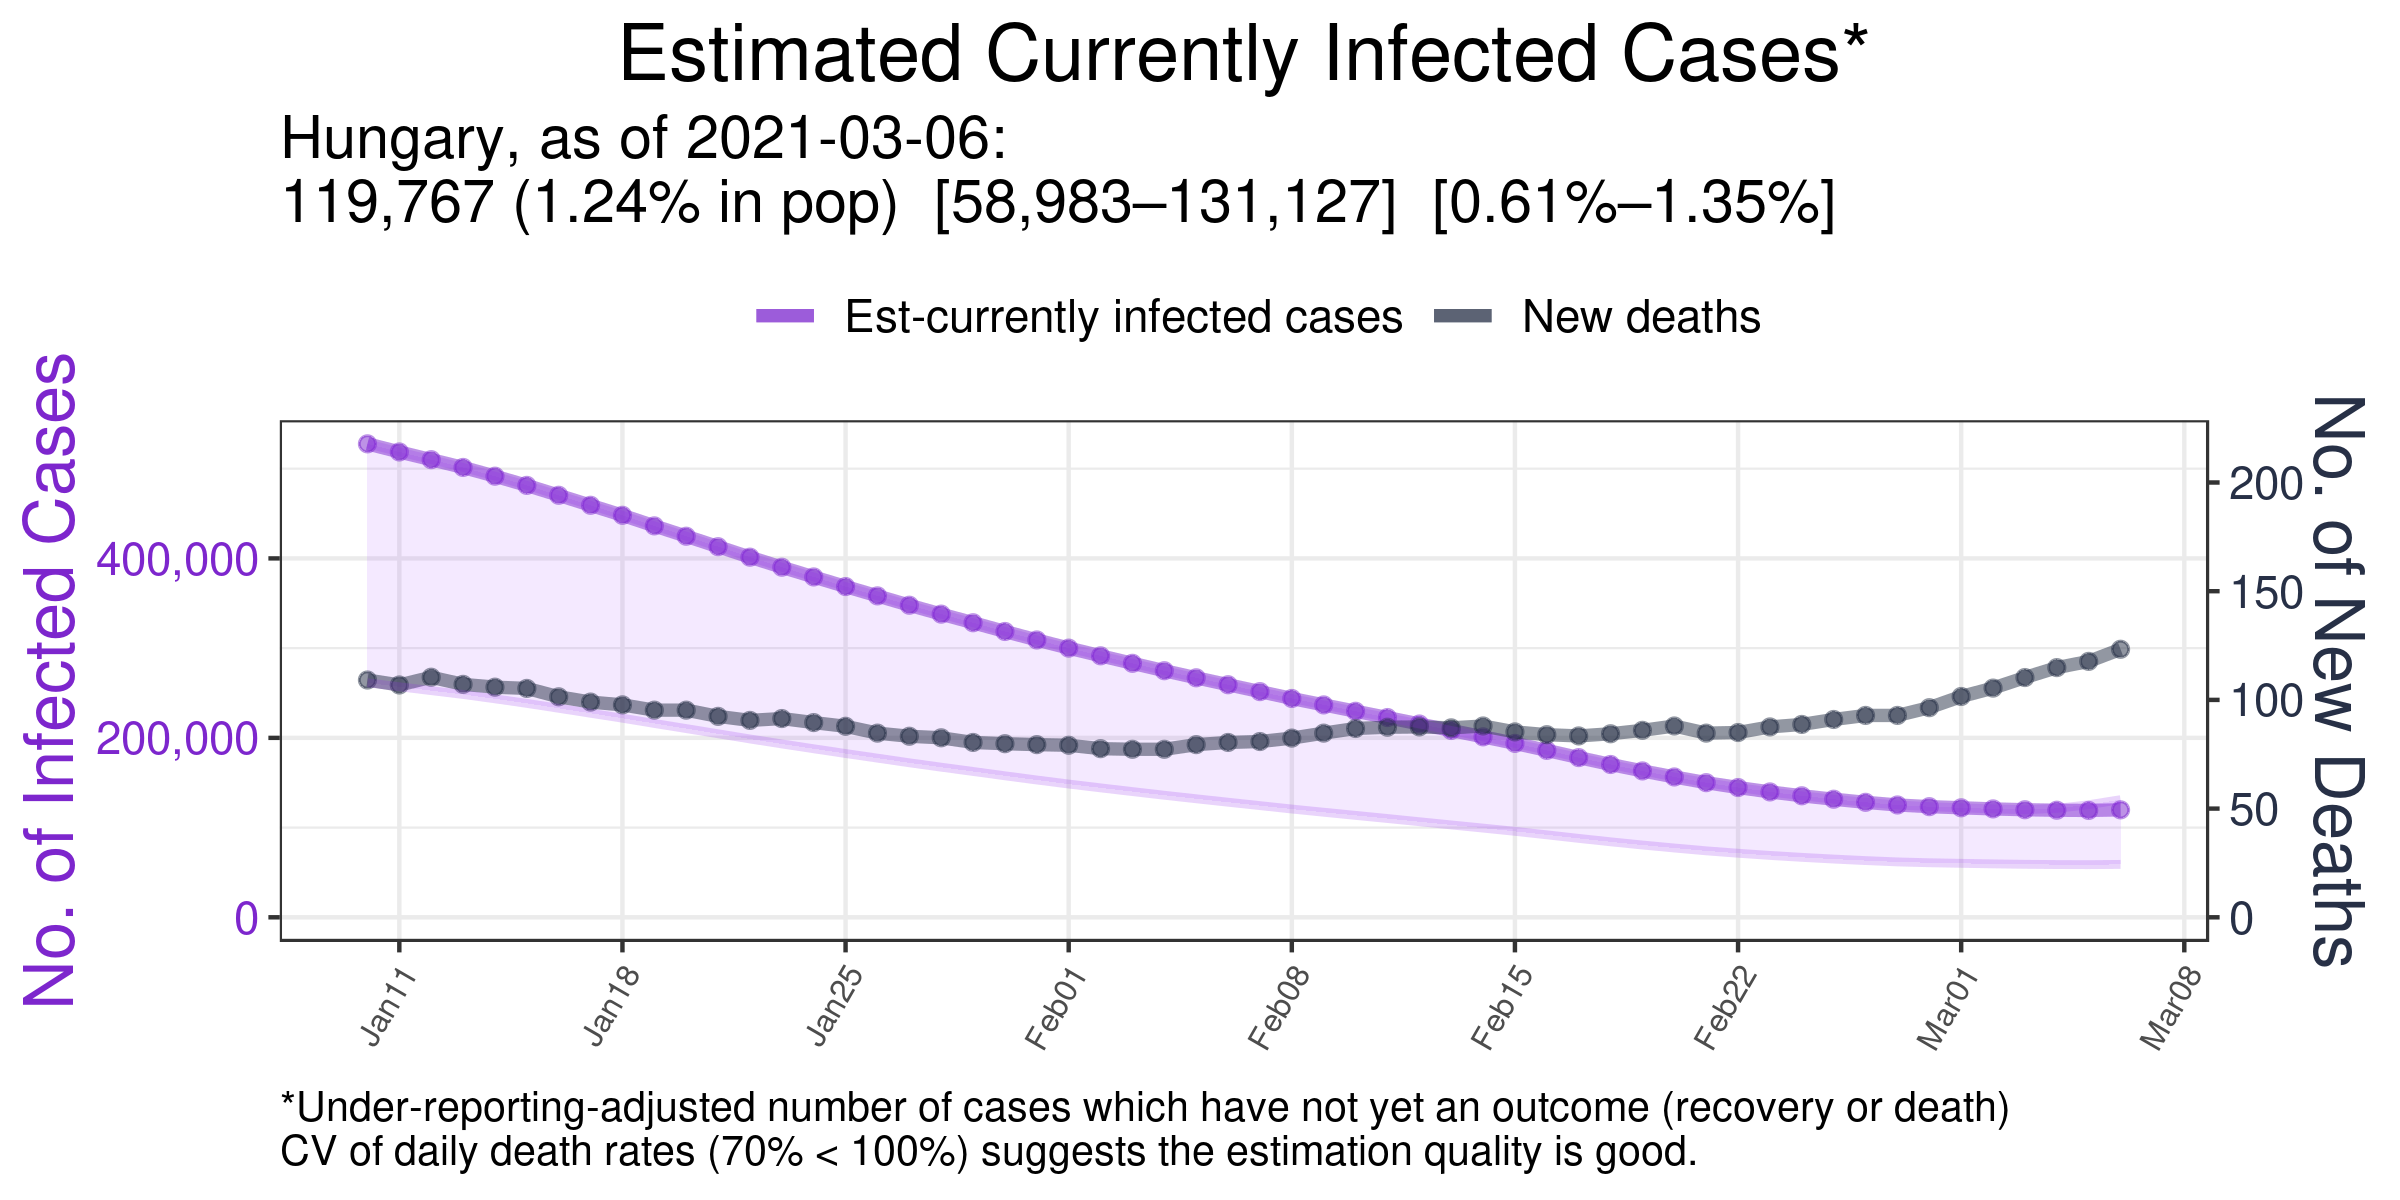 Estimated Currently Infected Cases*
Hungary, as of 2021-03-06:
119,767 (1.24% in pop)  [58,983–131,127]  [0.61%–1.35%]
Est-currently infected cases
New deaths
No. of Infected Cases
400,000
200,000
0
No. of New Deaths
200
150
100
50
0
Jan11
Jan18
Jan25
Feb01
Feb08
Feb15
Feb22
Mar01
Mar08
*Under-reporting-adjusted number of cases which have not yet an outcome (recovery or death)
CV of daily death rates (70% < 100%) suggests the estimation quality is good.